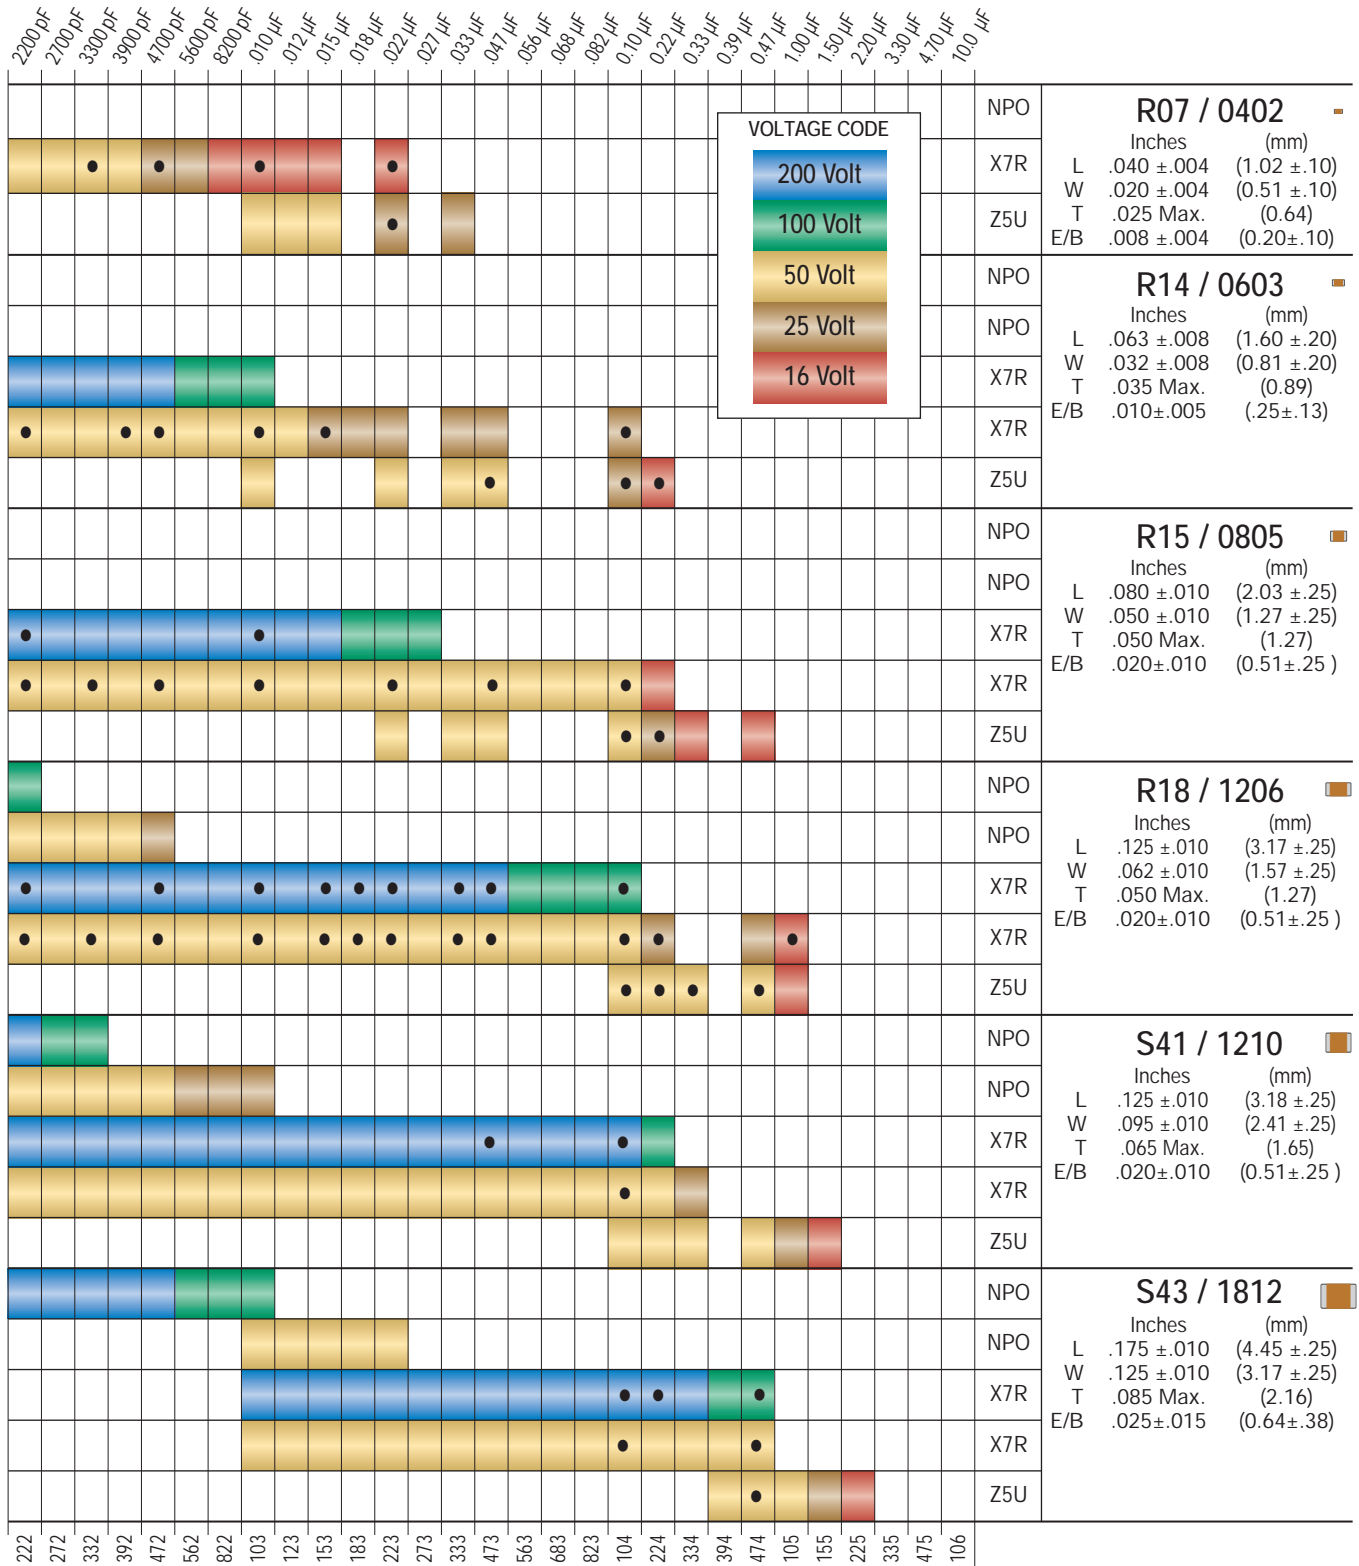 2200 pF 2700 pF 3300 pF 3900 pF 4700 pF 5600 pF 8200 pF .010 µF .012 µF .015 µF .018 µF .022 µF .027 µF .033 µF .047 µF .056 µF .068 µF .082 µF 0.10 µF 0.22 µF 0.33 µF 0.39 µF 0.47 µF 1.00 µF 1.50 µF 2.20 µF 3.30 µF 4.70 µF 10.0 µF
VOLTAGE CODE
200 Volt
100 Volt
50 Volt
25 Volt
16 Volt
NPO
X7R
Z5U
R07 / 0402
Inches (mm)
L .040 ±.004 (1.02 ±.10)
W .020 ±.004 (0.51 ±.10)
T .025 Max. (0.64)
E/B .008 ±.004 (0.20±.10)
NPO
NPO
X7R
X7R
Z5U
R14 / 0603
Inches (mm)
L .063 ±.008 (1.60 ±.20)
W .032 ±.008 (0.81 ±.20)
T .035 Max. (0.89)
E/B .010±.005 (.25±.13)
NPO
NPO
X7R
X7R
Z5U
R15 / 0805
Inches (mm)
L .080 ±.010 (2.03 ±.25)
W .050 ±.010 (1.27 ±.25)
T .050 Max. (1.27)
E/B .020±.010 (0.51±.25 )
NPO
NPO
X7R
X7R
Z5U
R18 / 1206
Inches (mm)
L .125 ±.010 (3.17 ±.25)
W .062 ±.010 (1.57 ±.25)
T .050 Max. (1.27)
E/B .020±.010 (0.51±.25 )
NPO
NPO
X7R
X7R
Z5U
S41 / 1210
Inches (mm)
L .125 ±.010 (3.18 ±.25)
W .095 ±.010 (2.41 ±.25)
T .065 Max. (1.65)
E/B .020±.010 (0.51±.25 )
NPO
NPO
X7R
X7R
Z5U
S43 / 1812
Inches (mm)
L .175 ±.010 (4.45 ±.25)
W .125 ±.010 (3.17 ±.25)
T .085 Max. (2.16)
E/B .025±.015 (0.64±.38)
222 272 332 392 472 562 822 103 123 153 183 223 273 333 473 563 683 823 104 224 334 394 474 105 155 225 335 475 106